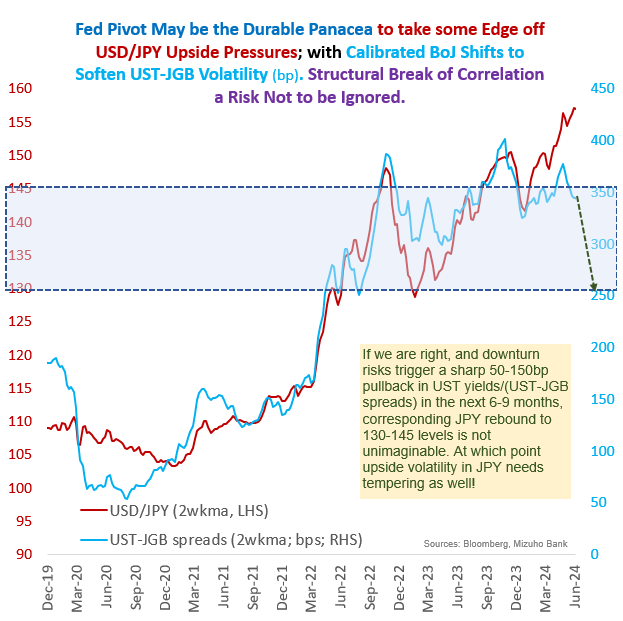 Fed Pivot May be the Durable Panacea to take some Edge off
USD/JPY Upside Pressures; with Calibrated BoJ Shifts to
Soften UST-JGB Volatility (bp). Structural Break of Correlation
a Risk Not to be Ignored.
160
155
150
145
140
135
130
125
120
115
110
105
100
95
90
450
400
350
300
250
200
150
100
50
0
If we are right, and downturn
risks trigger a sharp 50-150bp
pullback in UST yields/(UST-JGB
spreads) in the next 6-9 months,
corresponding JPY rebound to
130-145 levels is not
unimaginable. At which point
upside volatility in JPY needs
tempering as well!
USD/JPY (2wkma, LHS)
UST-JGB spreads (2wkma; bps; RHS)
Sources: Bloomberg, Mizuho Bank
Dec-19
Mar-20
Jun-20
Sep-20
Dec-20
Mar-21
Jun-21
Sep-21
Dec-21
Mar-22
Jun-22
Sep-22
Dec-22
Mar-23
Jun-23
Sep-23
Dec-23
Mar-24
Jun-24